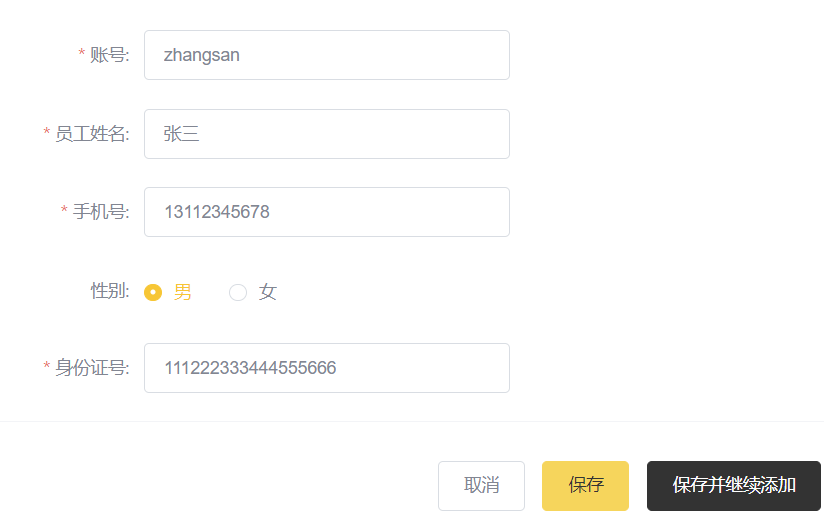 * 账号: zhangsan
* 员工姓名: 张三
* 手机号: 13112345678
性别: 男 女
* 身份证号: 111222333444555666
取消 保存 保存并继续添加